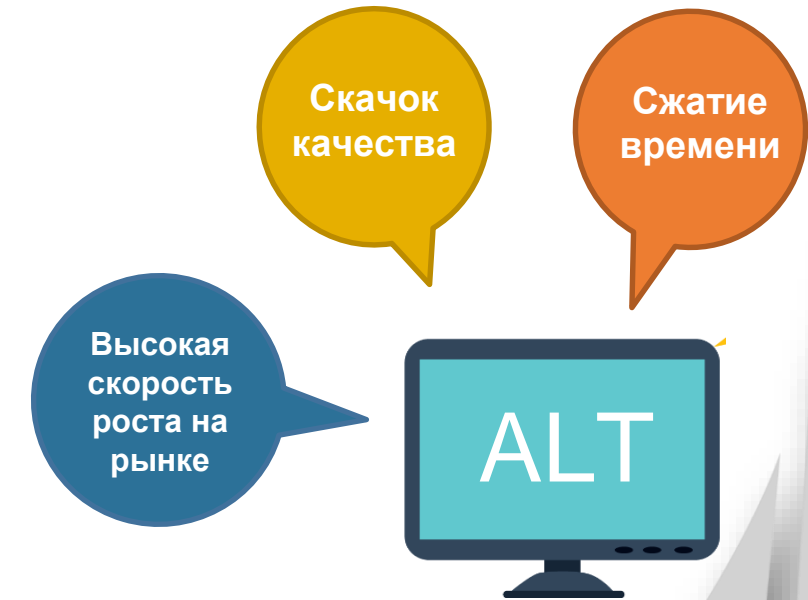 Скачок
качества
Сжатие
времени
Высокая
скорость
роста на
рынке
ALT